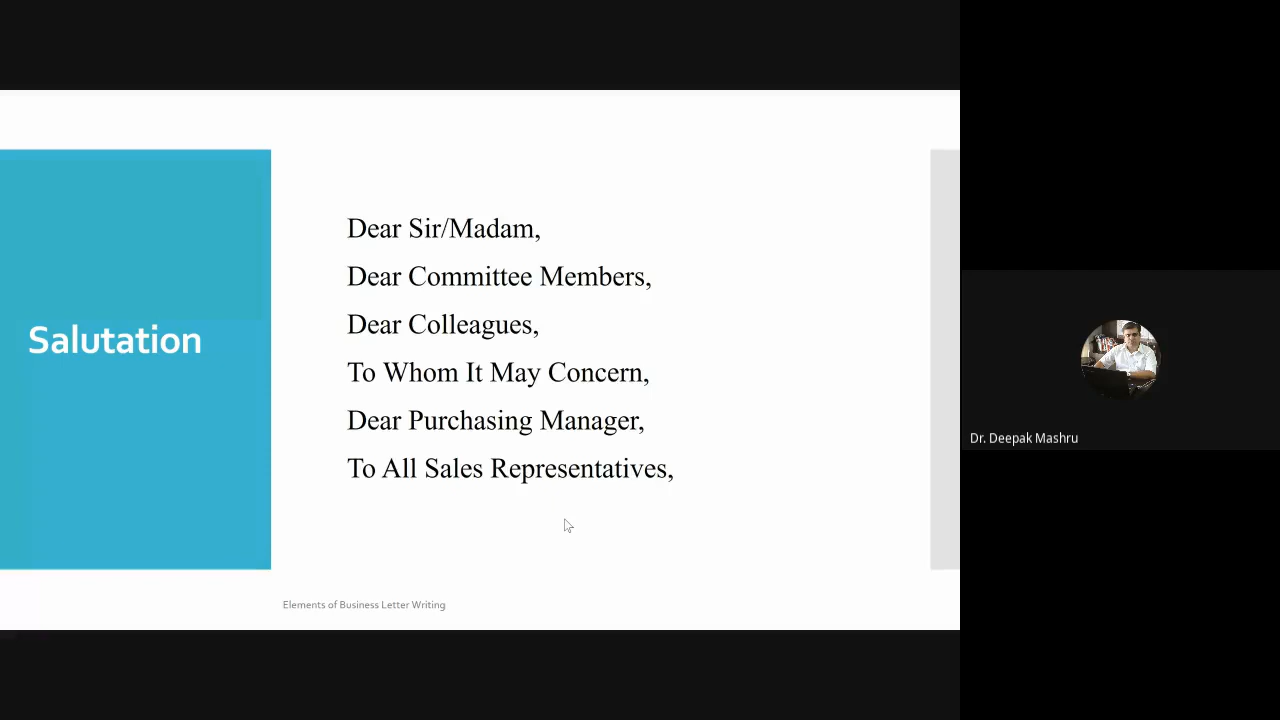 Salutation
Dear Sir/Madam,
Dear Committee Members,
Dear Colleagues,
To Whom It May Concern,
Dear Purchasing Manager,
To All Sales Representatives,
Elements of Business Letter Writing
Dr. Deepak Mashru